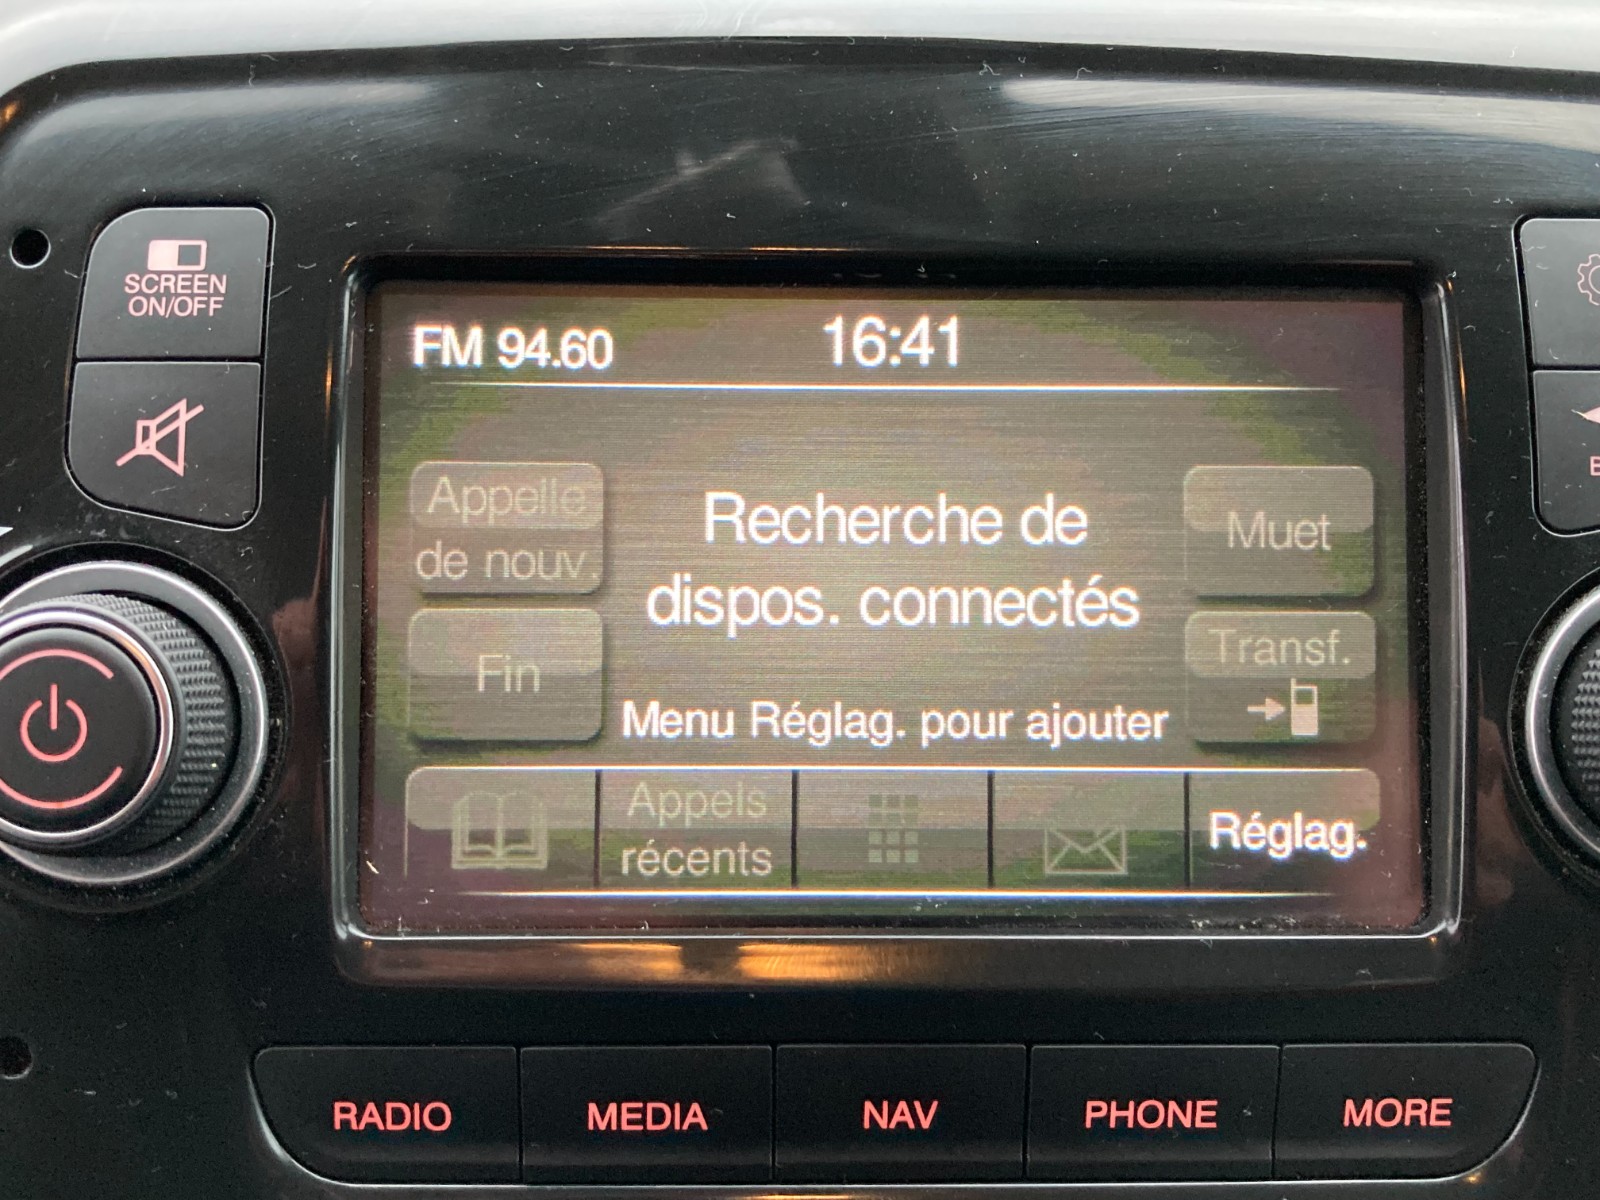 SCREEN
ON/OFF
FM 94.60
16:41
Appelle
de nouv.
Recherche de
dispos. connectés
Muet
Fin
Transf.
Menu Réglag. pour ajouter
Appels
récents
Réglag.
RADIO
MEDIA
NAV
PHONE
MORE